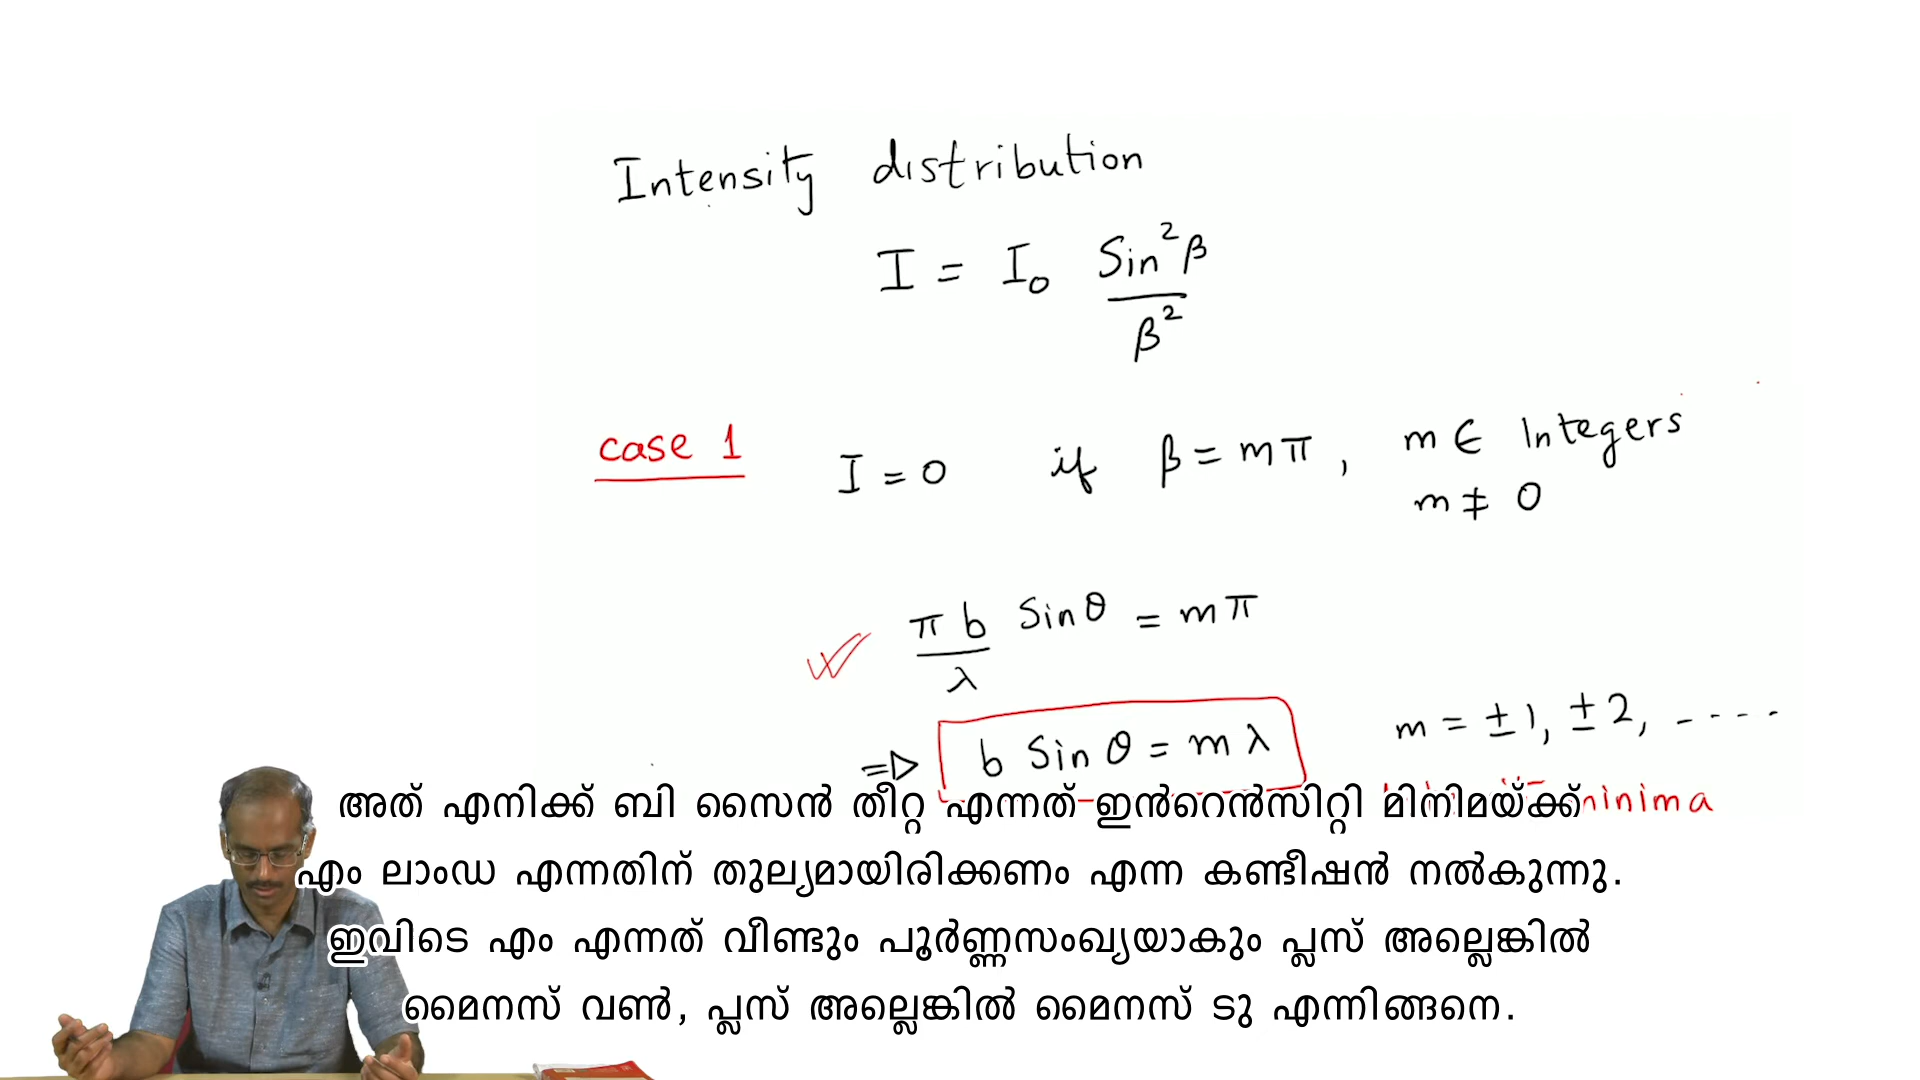 Intensity distribution
I = I₀ Sin²β / β²
case 1 I = 0 if β = mπ, m ∈ Integers
m ≠ 0
πb / λ Sinθ = mπ
⇒ b Sin θ = m λ m = ±1, ±2, -----
minima
അത് എനിക്ക് ബി സൈൻ തീറ്റ എന്നത് ഇൻറെൻസിറ്റി മിനിമയ്ക്ക്
എം ലാംഡ എന്നതിന് തുല്യമായിരിക്കണം എന്ന കണ്ടീഷൻ നൽകുന്നു.
ഇവിടെ എം എന്നത് വീണ്ടും പൂർണ്ണസംഖ്യയാകും പ്ലസ് അല്ലെങ്കിൽ
മൈനസ് വൺ, പ്ലസ് അല്ലെങ്കിൽ മൈനസ് ടു എന്നിങ്ങനെ.